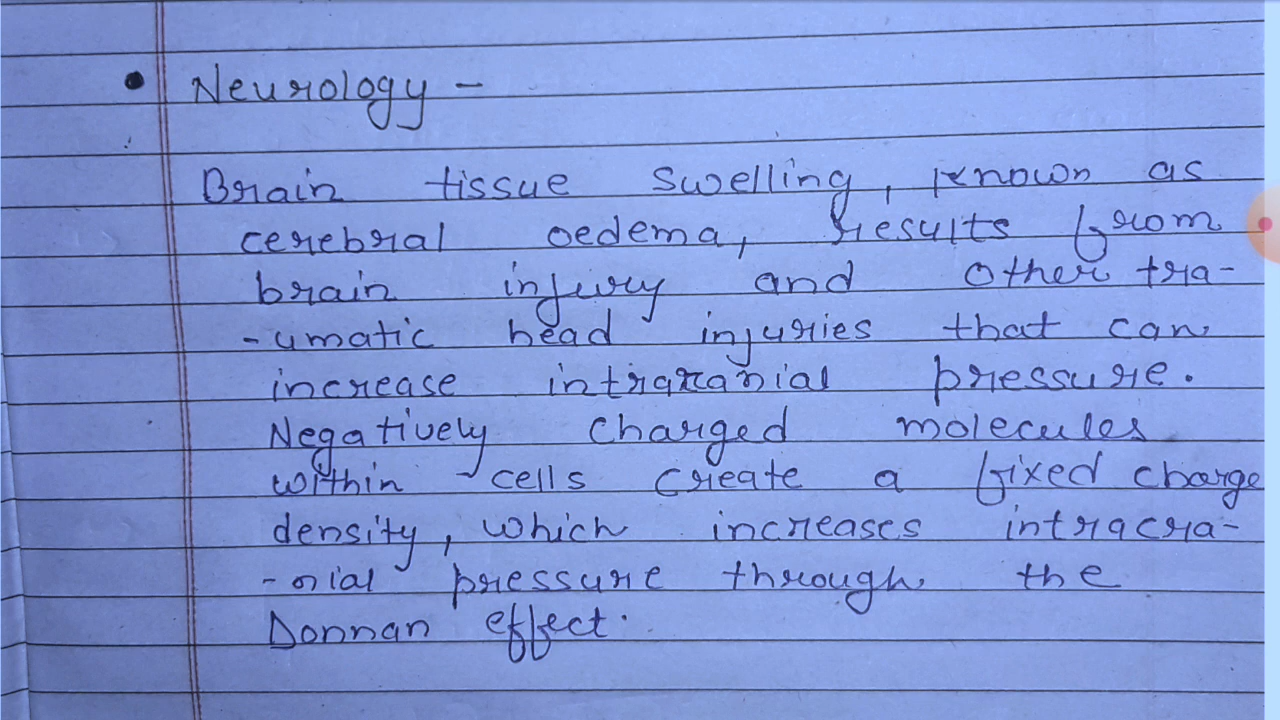 • Neurology -
Brain tissue swelling, known as
cerebral oedema, results from
brain injury and other tra-
-umatic head injuries that can
increase intracranial pressure.
Negatively charged molecules
within cells create a fixed charge
density, which increases intracra-
-nial pressure through the
Donnan effect.